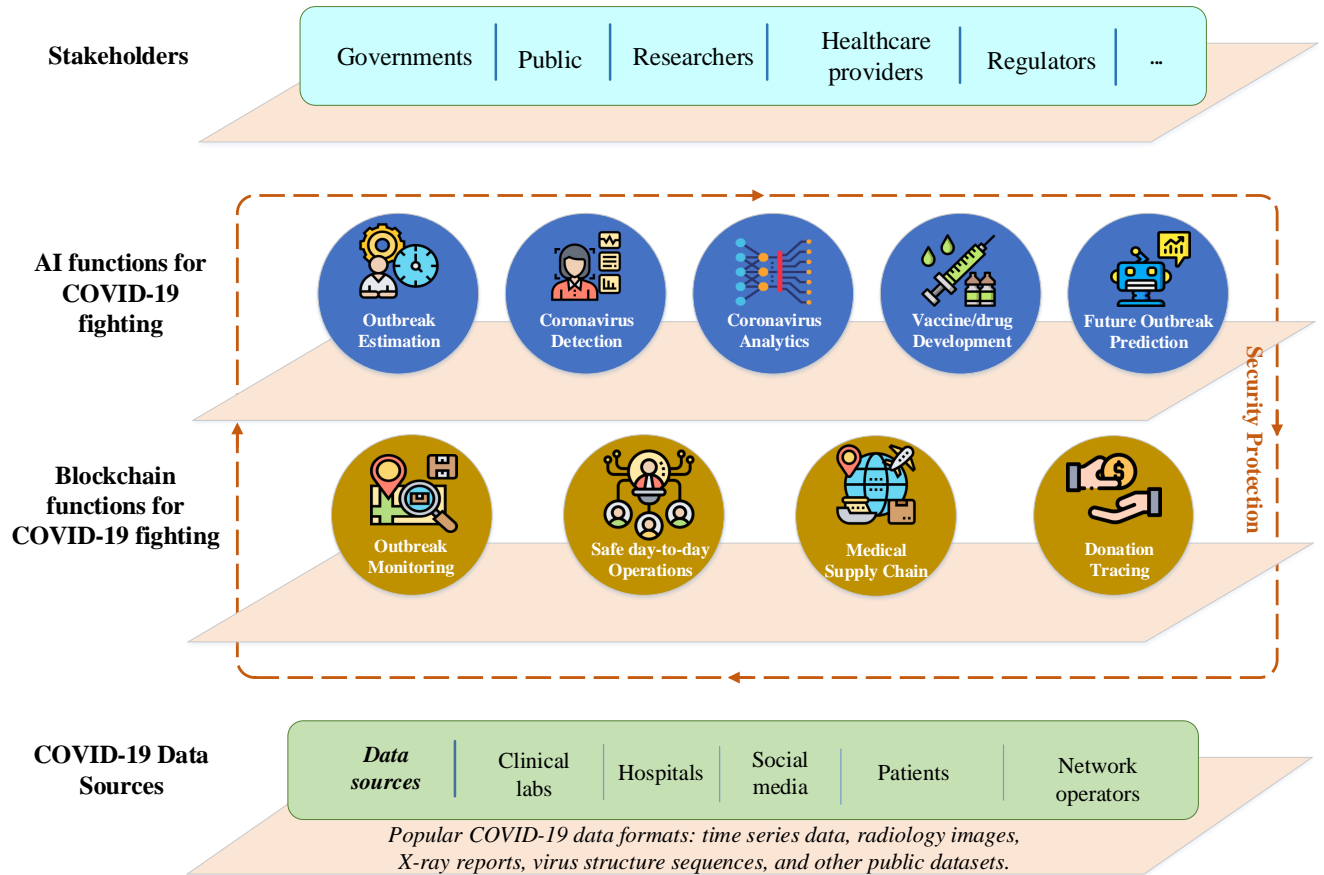 Stakeholders
Governments
Public
Researchers
Healthcare
providers
Regulators
...
AI functions for
COVID-19
fighting
Outbreak
Estimation
Coronavirus
Detection
Coronavirus
Analytics
Vaccine/drug
Development
Future Outbreak
Prediction
Security Protection
Blockchain
functions for
COVID-19 fighting
Outbreak
Monitoring
Safe day-to-day
Operations
Medical
Supply Chain
Donation
Tracing
COVID-19 Data
Sources
Data
sources
Clinical
labs
Hospitals
Social
media
Patients
Network
operators
Popular COVID-19 data formats: time series data, radiology images,
X-ray reports, virus structure sequences, and other public datasets.